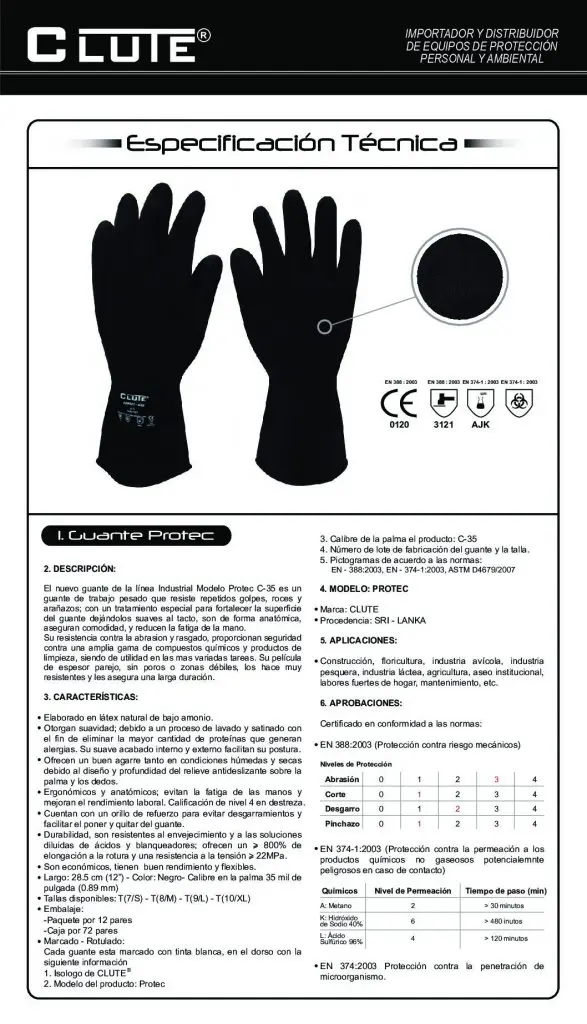 CLUTE®
IMPORTADOR Y DISTRIBUIDOR
DE EQUIPOS DE PROTECCIÓN
PERSONAL Y AMBIENTAL
Especificación Técnica
CLUTE
EN 388 : 2003 EN 388 : 2003 EN 374-1 : 2003 EN 374-1 : 2003
CE
0120 3121 AJK
1. Guante Protec
2. DESCRIPCIÓN:
El nuevo guante de la línea Industrial Modelo Protec C-35 es un
guante de trabajo pesado que resiste repetidos golpes, roces y
arañazos; con un tratamiento especial para fortalecer la superficie
del guante dejándolos suaves al tacto, son de forma anatómica,
aseguran comodidad, y reducen la fatiga de la mano.
Su resistencia contra la abrasion y rasgado, proporcionan seguridad
contra una amplia gama de compuestos químicos y productos de
limpieza, siendo de utilidad en las mas variadas tareas. Su película
de espesor parejo, sin poros o zonas débiles, los hace muy
resistentes y les asegura una larga duración.
3. CARACTERÍSTICAS:
• Elaborado en látex natural de bajo amonio.
• Otorgan suavidad; debido a un proceso de lavado y satinado con
el fin de eliminar la mayor cantidad de proteínas que generan
alergias. Su suave acabado interno y externo facilitan su postura.
• Ofrecen un buen agarre tanto en condiciones húmedas y secas
debido al diseño y profundidad del relieve antideslizante sobre la
palma y los dedos.
• Ergonómicos y anatómicos; evitan la fatiga de las manos y
mejoran el rendimiento laboral. Calificación de nivel 4 en destreza.
• Cuentan con un orillo de refuerzo para evitar desgarramientos y
facilitar el poner y quitar del guante.
• Durabilidad, son resistentes al envejecimiento y a las soluciones
diluidas de ácidos y blanqueadores; ofrecen un ⩾ 800% de
elongación a la rotura y una resistencia a la tensión ⩾ 22MPa.
• Son económicos, tienen buen rendimiento y flexibles.
• Largo: 28.5 cm (12") - Color: Negro- Calibre en la palma 35 mil de
pulgada (0.89 mm)
• Tallas disponibles: T(7/S) - T(8/M) - T(9/L) - T(10/XL)
• Embalaje:
-Paquete por 12 pares
-Caja por 72 pares
• Marcado - Rotulado:
Cada guante esta marcado con tinta blanca, en el dorso con la
siguiente información
1. Isologo de CLUTE®
2. Modelo del producto: Protec
3. Calibre de la palma el producto: C-35
4. Número de lote de fabricación del guante y la talla.
5. Pictogramas de acuerdo a las normas:
EN - 388:2003, EN - 374-1:2003, ASTM D4679/2007
4. MODELO: PROTEC
• Marca: CLUTE
• Procedencia: SRI - LANKA
5. APLICACIONES:
• Construcción, floricultura, industria avícola, industria
pesquera, industria láctea, agricultura, aseo institucional,
labores fuertes de hogar, mantenimiento, etc.
6. APROBACIONES:
Certificado en conformidad a las normas:
• EN 388:2003 (Protección contra riesgo mecánicos)
Niveles de Protección
Abrasión 0 1 2 3 4
Corte 0 1 2 3 4
Desgarro 0 1 2 3 4
Pinchazo 0 1 2 3 4
• EN 374-1:2003 (Protección contra la permeación a los
productos químicos no gaseosos potencialemnte
peligrosos en caso de contacto)
Químicos Nivel de Permeación Tiempo de paso (min)
A: Metano 2 > 30 minutos
K: Hidróxido
de Sodio 40% 6 > 480 inutos
L: Ácido
Sulfúrico 96% 4 > 120 minutos
• EN 374:2003 Protección contra la penetración de
microorganismo.